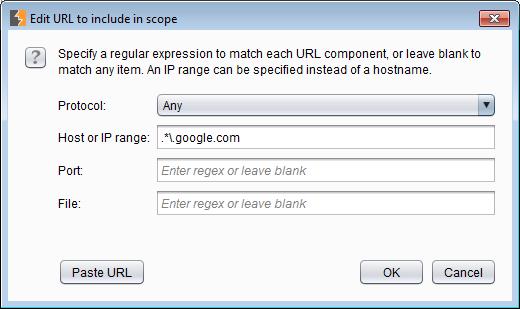 Edit URL to include in scope
Specify a regular expression to match each URL component, or leave blank to
match any item. An IP range can be specified instead of a hostname.
Protocol: Any
Host or IP range: .*\.google.com
Port: Enter regex or leave blank
File: Enter regex or leave blank
Paste URL OK Cancel